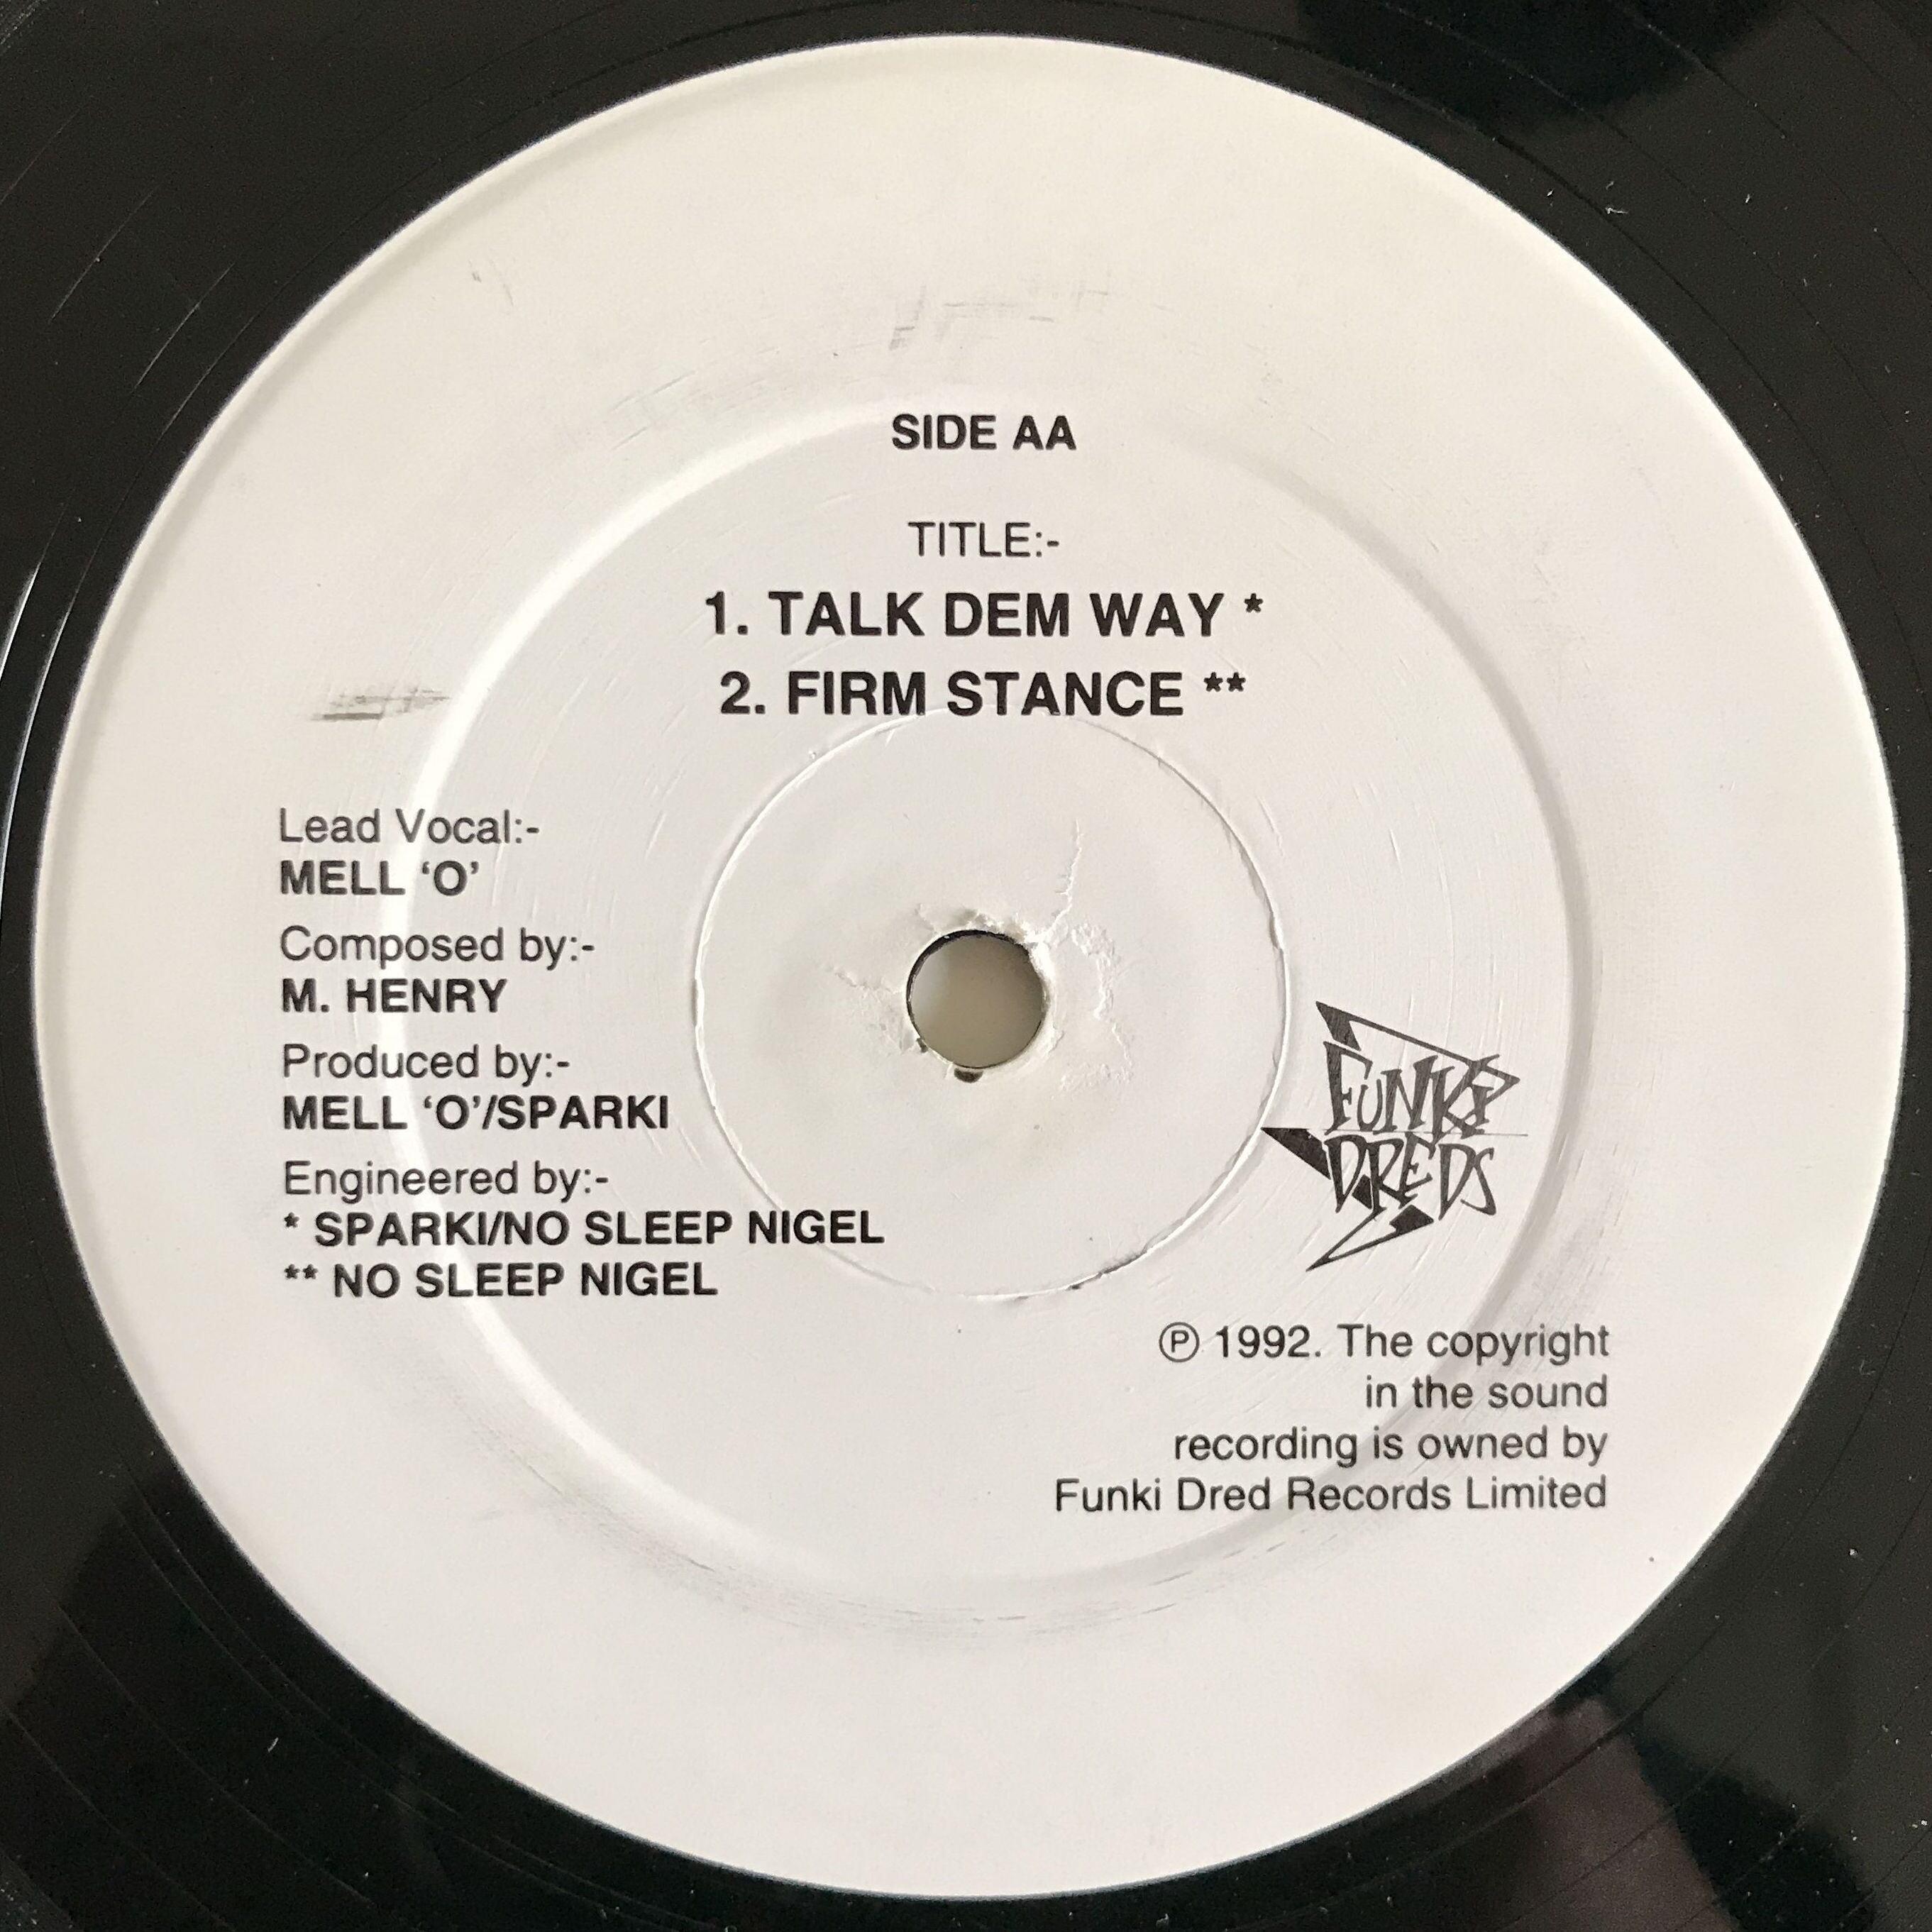 SIDE AA
TITLE:-
1. TALK DEM WAY *
2. FIRM STANCE **
Lead Vocal:-
MELL ‘O’
Composed by:-
M. HENRY
Produced by:-
MELL ‘O’/SPARKI
Engineered by:-
* SPARKI/NO SLEEP NIGEL
** NO SLEEP NIGEL
FUNKI
DREDS
℗ 1992. The copyright
in the sound
recording is owned by
Funki Dred Records Limited